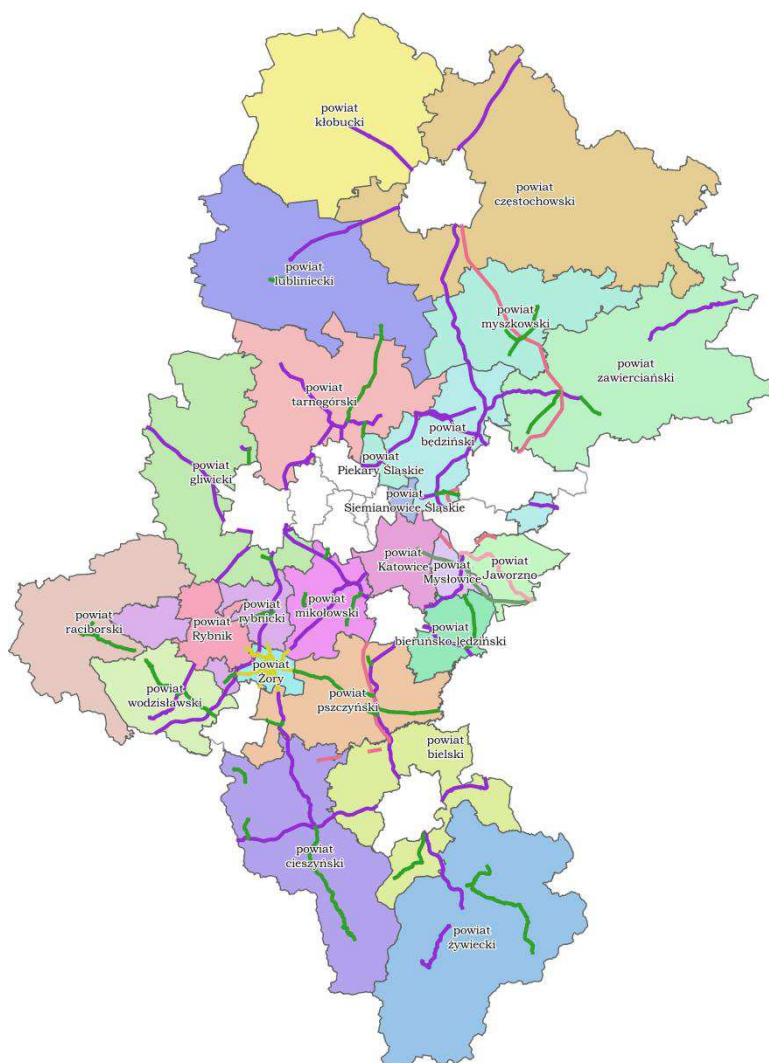 powiat
kłobucki
powiat
częstochowski
powiat
lubliniecki
powiat
myszkowski
powiat
zawierciański
powiat
tarnogórski
powiat
będziński
powiat
Piekary Śląskie
powiat
gliwicki
powiat
Siemianowice Śląskie
powiat
Katowice
powiat
Mysłowice
powiat
Jaworzno
powiat
raciborski
powiat
Rybnik
powiat
rybnicki
powiat
mikołowski
powiat
bieruńsko-lędziński
powiat
Żory
powiat
wodzisławski
powiat
pszczyński
powiat
bielski
powiat
cieszyński
powiat
żywiecki